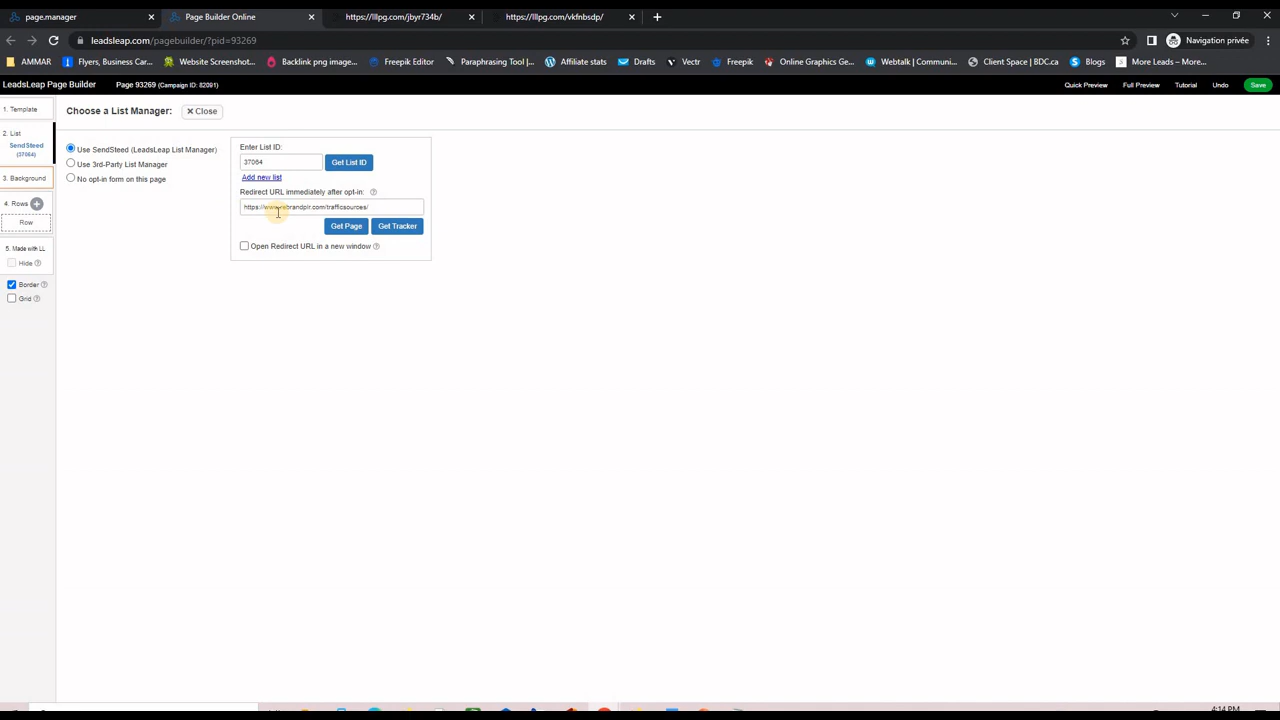 page.manager
Page Builder Online
https://lllpg.com/jbyr734b/
https://lllpg.com/vkfnbsdp/
leadsleap.com/pagebuilder/?pid=93269
Navigation privée
AMMAR
Flyers, Business Car...
Website Screenshot...
Backlink png image...
Freepik Editor
Paraphrasing Tool |...
Affiliate stats
Drafts
Vectr
Freepik
Online Graphics Ge...
Webtalk | Communi...
Client Space | BDC.ca
Blogs
More Leads – More...
LeadsLeap Page Builder
Page 93269 (Campaign ID: 82091)
Quick Preview
Full Preview
Tutorial
Undo
Save
1. Template
Choose a List Manager:
Close
2. List
SendSteed
(37064)
Use SendSteed (LeadsLeap List Manager)
Use 3rd-Party List Manager
No opt-in form on this page
Enter List ID:
37064
Get List ID
Add new list
Redirect URL immediately after opt-in:
Get Page
Get Tracker
Open Redirect URL in a new window
3. Background
4. Rows
Row
5. Made with LL
Hide
Border
Grid
4:14 PM